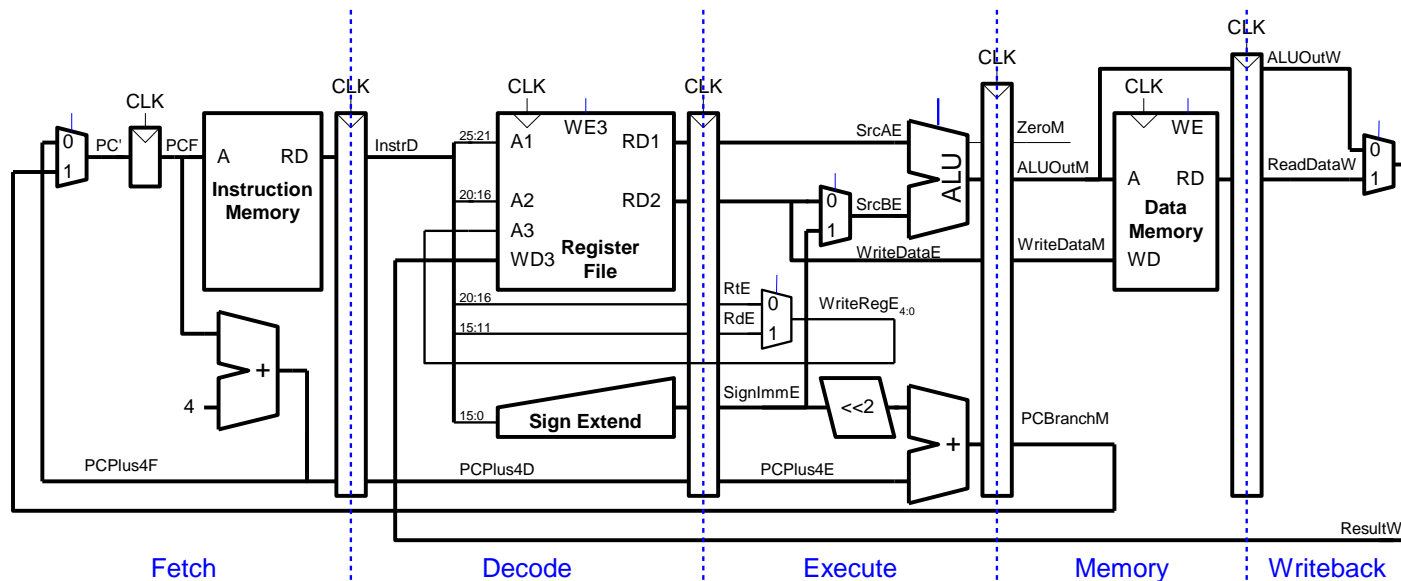 CLK
CLK
CLK
CLK
CLK
CLK
CLK
0
1
PC'
PCF
A
RD
Instruction
Memory
InstrD
25:21
20:16
A1
A2
A3
WD3
WE3
RD1
RD2
Register
File
SrcAE
0
1
SrcBE
ALU
ZeroM
ALUOutM
WriteDataE
WriteDataM
A
RD
WE
Data
Memory
WD
ALUOutW
ReadDataW
0
1
20:16
15:11
RtE
RdE
0
1
WriteRegE4:0
4
+
15:0
Sign Extend
SignImmE
<<2
+
PCBranchM
PCPlus4F
PCPlus4D
PCPlus4E
ResultW
Fetch
Decode
Execute
Memory
Writeback